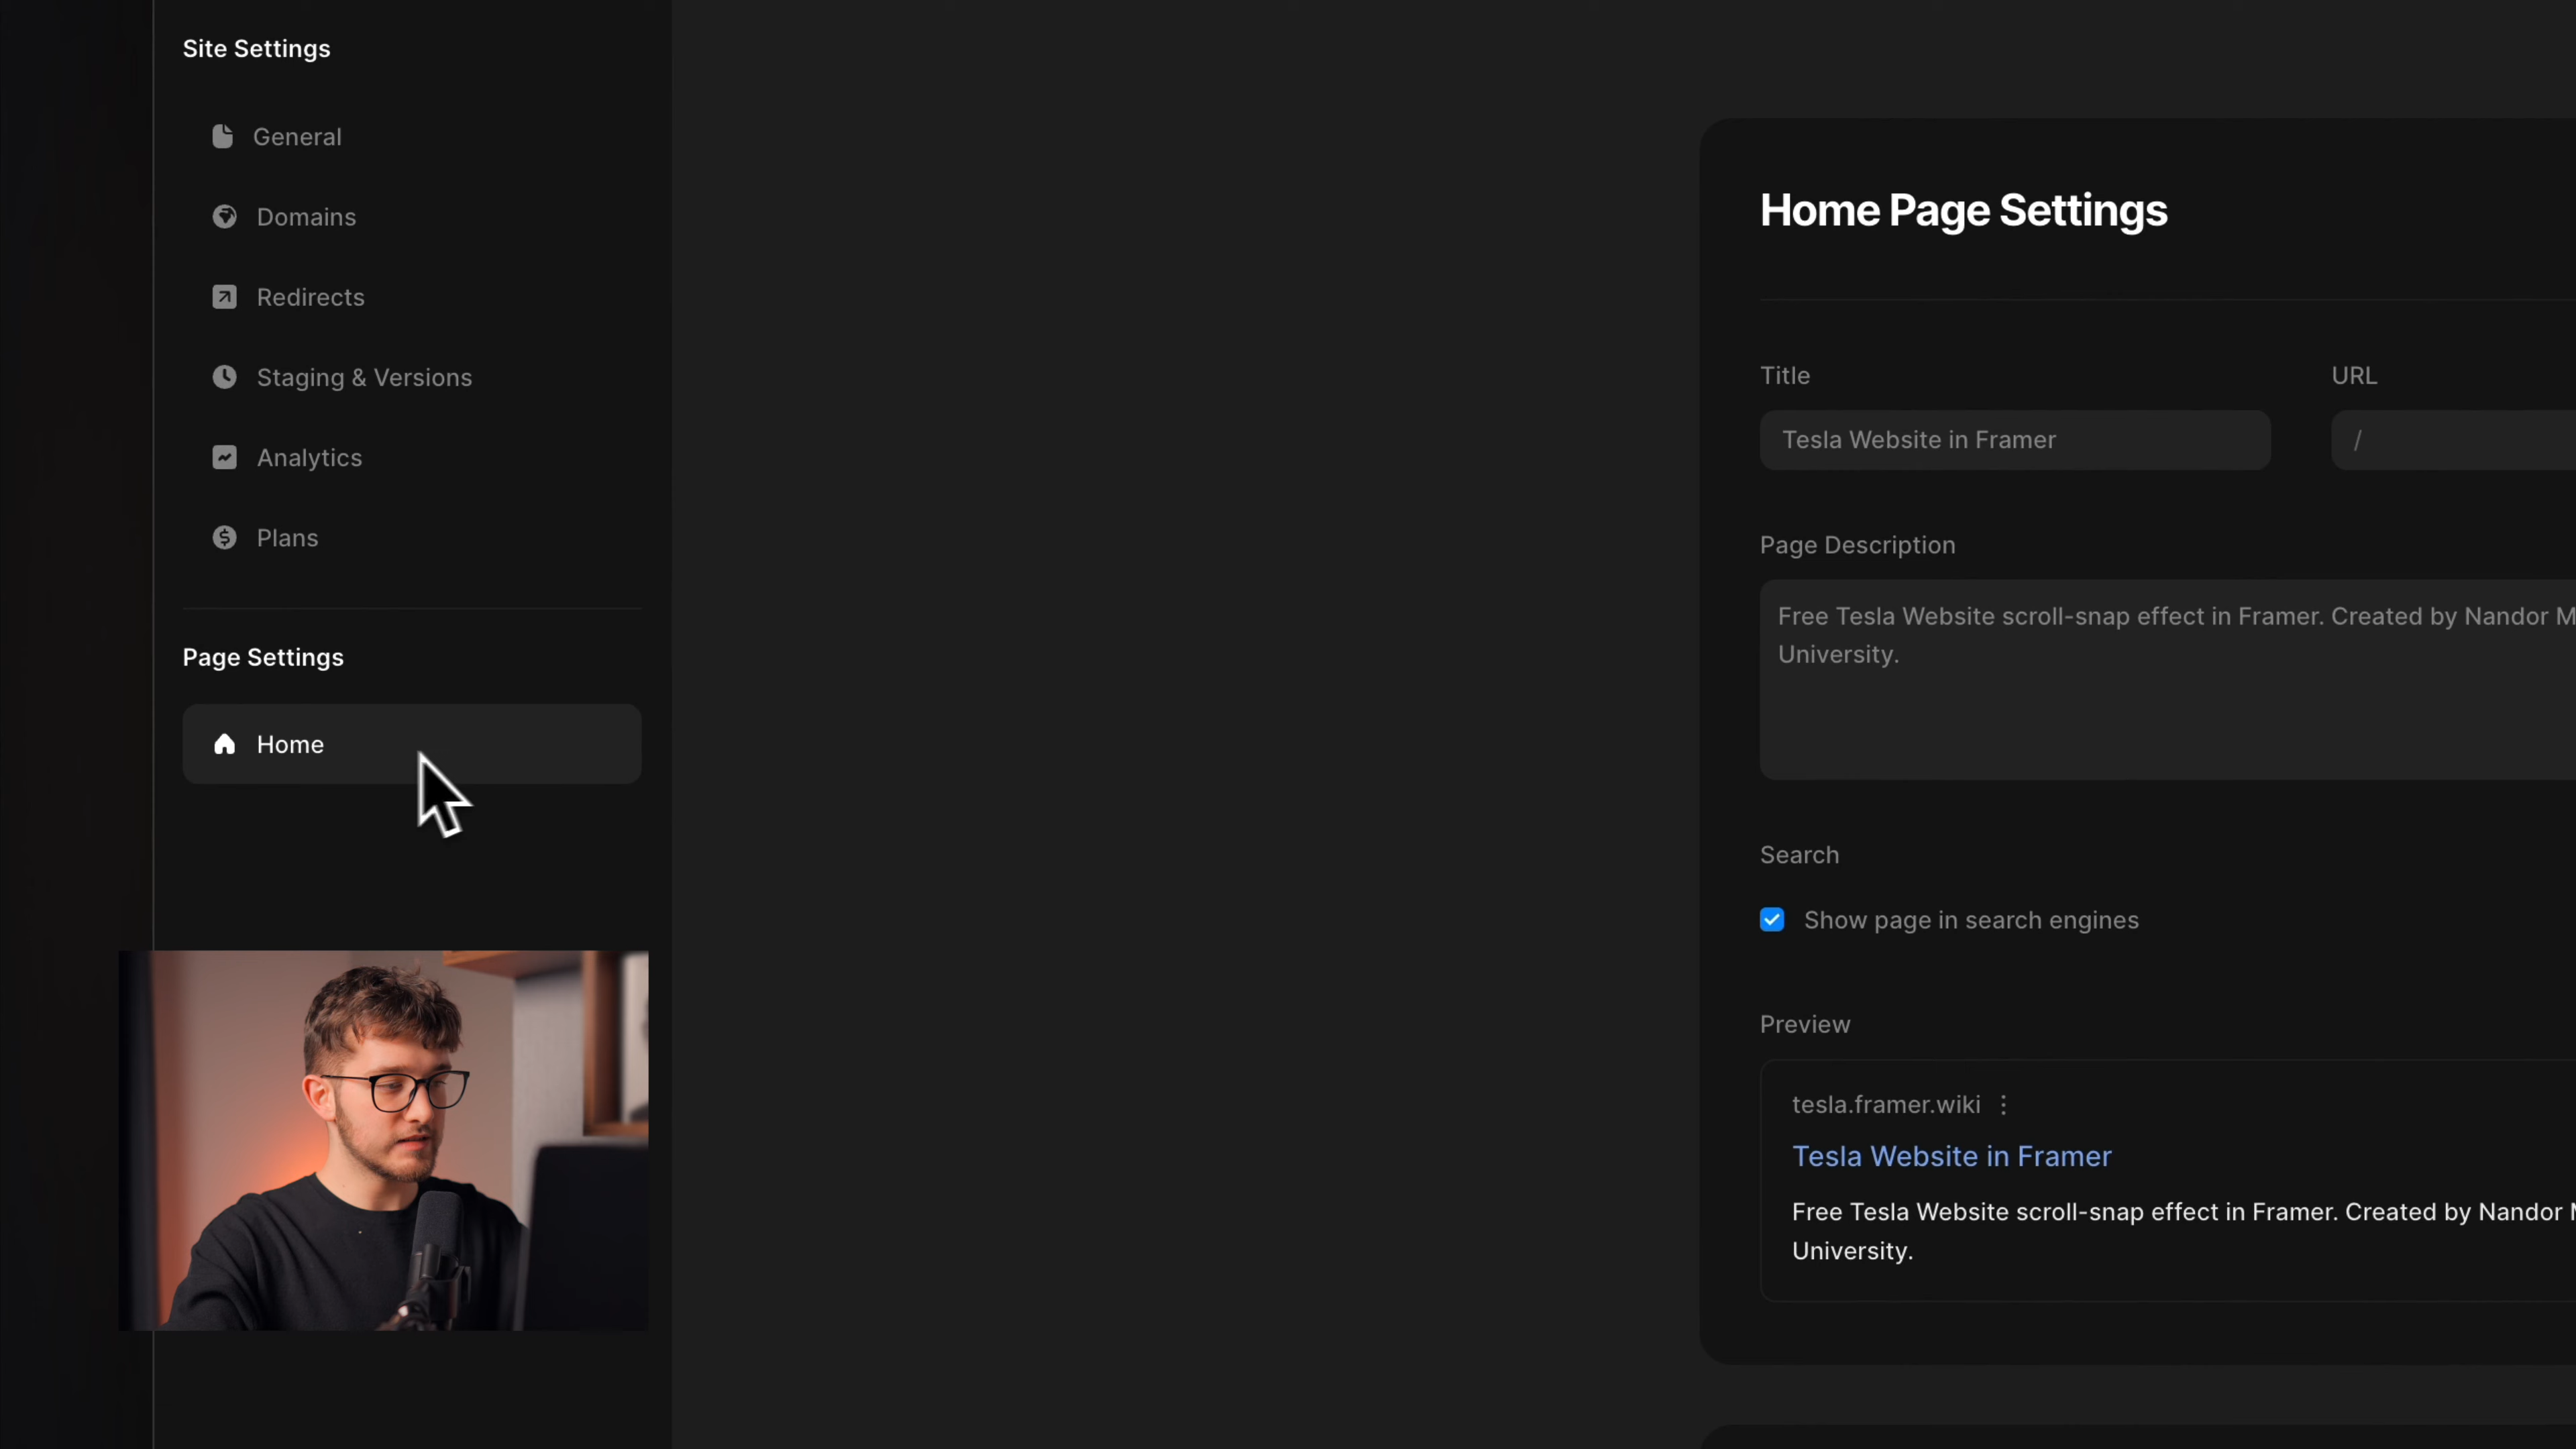 Site Settings
General
Domains
Redirects
Staging & Versions
Analytics
Plans
Page Settings
Home
Home Page Settings
Title
URL
Tesla Website in Framer
/
Page Description
Free Tesla Website scroll-snap effect in Framer. Created by Nandor
University.
Search
Show page in search engines
Preview
tesla.framer.wiki
Tesla Website in Framer
Free Tesla Website scroll-snap effect in Framer. Created by Nandor
University.